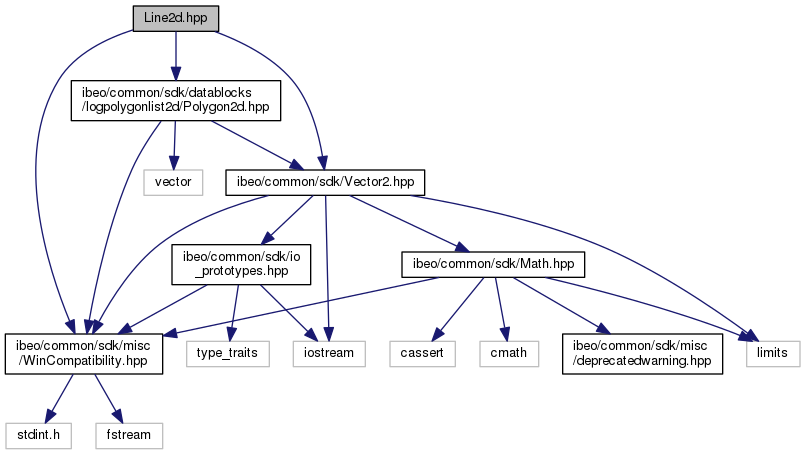 Line2d.hpp
ibeo/common/sdk/datablocks
/logpolygonlist2d/Polygon2d.hpp
vector
ibeo/common/sdk/Vector2.hpp
ibeo/common/sdk/io
_prototypes.hpp
ibeo/common/sdk/Math.hpp
ibeo/common/sdk/misc
/WinCompatibility.hpp
type_traits
iostream
cassert
cmath
ibeo/common/sdk/misc
/deprecatedwarning.hpp
limits
stdint.h
fstream